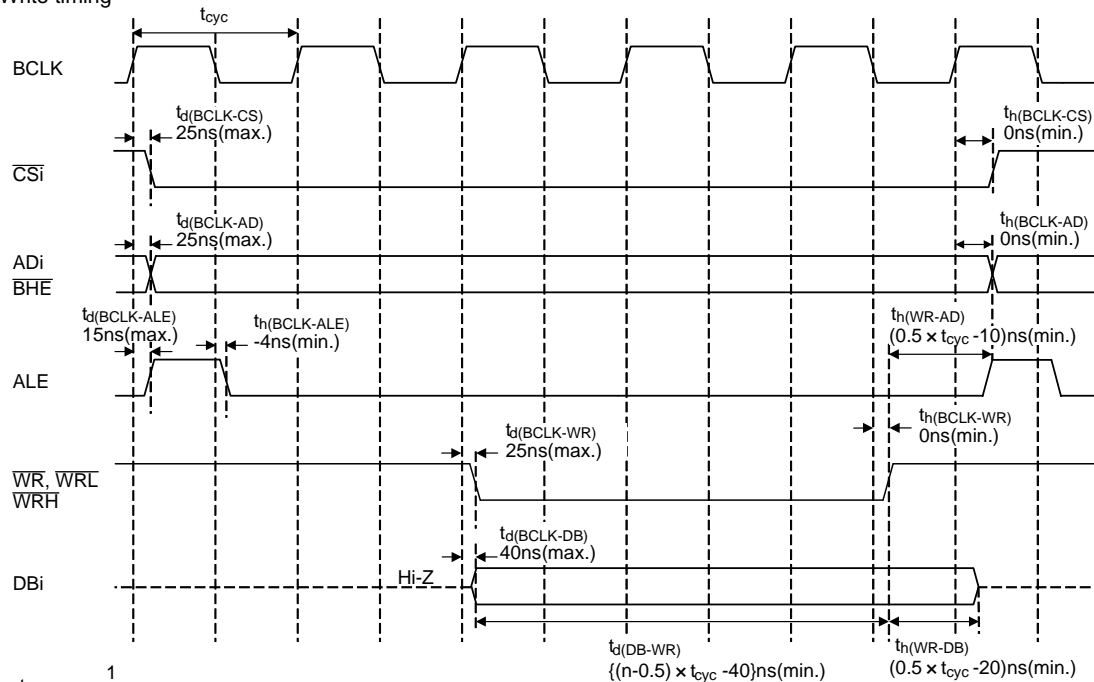 Write timing
tcyc
BCLK
td(BCLK-CS)
25ns(max.)
th(BCLK-CS)
0ns(min.)
CSi
td(BCLK-AD)
25ns(max.)
th(BCLK-AD)
0ns(min.)
ADi
BHE
td(BCLK-ALE)
15ns(max.)
th(BCLK-ALE)
-4ns(min.)
th(WR-AD)
(0.5 × tcyc -10)ns(min.)
ALE
td(BCLK-WR)
25ns(max.)
th(BCLK-WR)
0ns(min.)
WR, WRL
WRH
td(BCLK-DB)
40ns(max.)
Hi-Z
DBi
td(DB-WR)
{(n-0.5) × tcyc -40}ns(min.)
th(WR-DB)
(0.5 × tcyc -20)ns(min.)
1